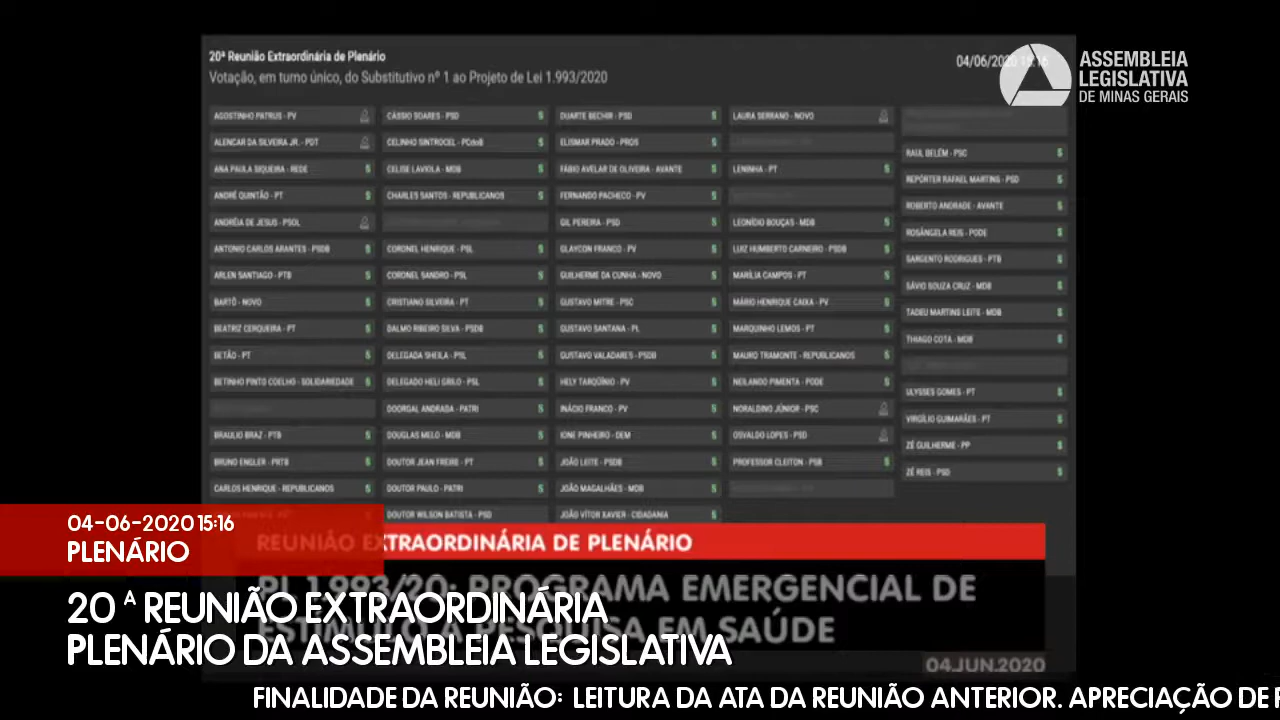 20ª Reunião Extraordinária de Plenário
04/06/2020 15:16
Votação, em turno único, do Substitutivo nº 1 ao Projeto de Lei 1.993/2020
ASSEMBLEIA
LEGISLATIVA
DE MINAS GERAIS
AGOSTINHO PATRUS - PV
ALENCAR DA SILVEIRA JR. - PDT
ANA PAULA SIQUEIRA - REDE S
ANDRÉ QUINTÃO - PT S
ANDRÉIA DE JESUS - PSOL
ANTONIO CARLOS ARANTES - PSDB S
ARLEN SANTIAGO - PTB S
BARTÔ - NOVO S
BEATRIZ CERQUEIRA - PT S
BETÃO - PT S
BETINHO PINTO COELHO - SOLIDARIEDADE S
BRAULIO BRAZ - PTB S
BRUNO ENGLER - PRTB S
CARLOS HENRIQUE - REPUBLICANOS S
CÁSSIO SOARES - PSD S
CELINHO SINTROCEL - PCdoB S
CELISE LAVIOLA - MDB S
CHARLES SANTOS - REPUBLICANOS S
CORONEL HENRIQUE - PSL S
CORONEL SANDRO - PSL S
CRISTIANO SILVEIRA - PT S
DALMO RIBEIRO SILVA - PSDB S
DELEGADA SHEILA - PSL S
DELEGADO HELI GRILO - PSL S
DOORGAL ANDRADA - PATRI S
DOUGLAS MELO - MDB S
DOUTOR JEAN FREIRE - PT S
DOUTOR PAULO - PATRI S
DOUTOR WILSON BATISTA - PSD S
DUARTE BECHIR - PSD S
ELISMAR PRADO - PROS S
FÁBIO AVELAR DE OLIVEIRA - AVANTE S
FERNANDO PACHECO - PV S
GIL PEREIRA - PSD S
GLAYCON FRANCO - PV S
GUILHERME DA CUNHA - NOVO S
GUSTAVO MITRE - PSC S
GUSTAVO SANTANA - PL S
GUSTAVO VALADARES - PSDB S
HELY TARQÜÍNIO - PV S
INÁCIO FRANCO - PV S
IONE PINHEIRO - DEM S
JOÃO LEITE - PSDB S
JOÃO MAGALHÃES - MDB S
JOÃO VÍTOR XAVIER - CIDADANIA S
LAURA SERRANO - NOVO
LENINHA - PT S
LEONÍDIO BOUÇAS - MDB S
LUIZ HUMBERTO CARNEIRO - PSDB S
MARÍLIA CAMPOS - PT S
MÁRIO HENRIQUE CAIXA - PV S
MARQUINHO LEMOS - PT S
MAURO TRAMONTE - REPUBLICANOS S
NEILANDO PIMENTA - PODE S
NORALDINO JÚNIOR - PSC
OSVALDO LOPES - PSD
PROFESSOR CLEITON - PSB S
RAUL BELÉM - PSC S
REPÓRTER RAFAEL MARTINS - PSD S
ROBERTO ANDRADE - AVANTE S
ROSÂNGELA REIS - PODE S
SARGENTO RODRIGUES - PTB S
SÁVIO SOUZA CRUZ - MDB S
TADEU MARTINS LEITE - MDB S
THIAGO COTA - MDB S
ULYSSES GOMES - PT S
VIRGÍLIO GUIMARÃES - PT S
ZÉ GUILHERME - PP S
ZÉ REIS - PSD S
REUNIÃO EXTRAORDINÁRIA DE PLENÁRIO
PL 1.993/20: PROGRAMA EMERGENCIAL DE
ESTÍMULO À PESQUISA EM SAÚDE
04.JUN.2020
04-06-2020 15:16
PLENÁRIO
20 ª REUNIÃO EXTRAORDINÁRIA
PLENÁRIO DA ASSEMBLEIA LEGISLATIVA
FINALIDADE DA REUNIÃO: LEITURA DA ATA DA REUNIÃO ANTERIOR. APRECIAÇÃO DE